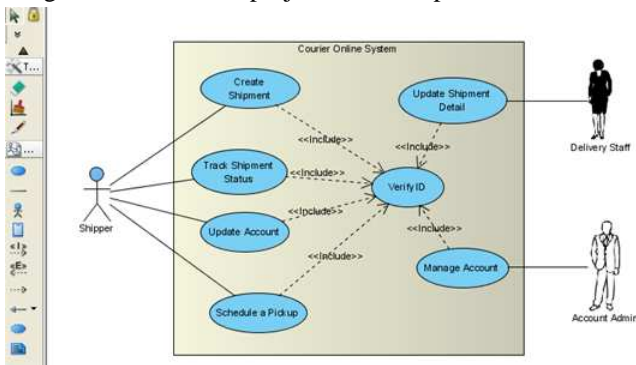 Courier Online System
Create
Shipment
Update Shipment
Detail
Delivery Staff
<<Include>>
<<Include>>
Track Shipment
Status
<<Include>>
Verify ID
Shipper
Update Account
<<Include>>
<<Include>>
<<Include>>
Manage Account
Schedule a Pickup
Account Admin
T...
...
«I»
«E»